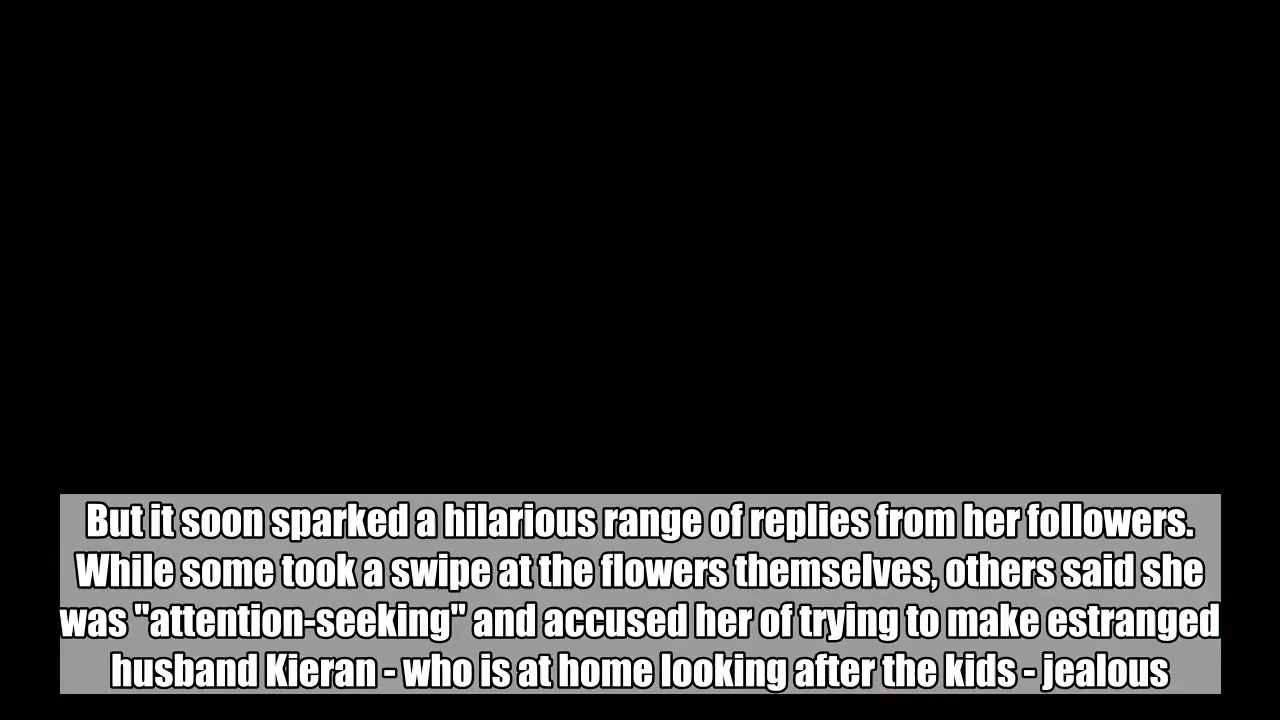 But it soon sparked a hilarious range of replies from her followers.
While some took a swipe at the flowers themselves, others said she
was "attention-seeking" and accused her of trying to make estranged
husband Kieran - who is at home looking after the kids - jealous